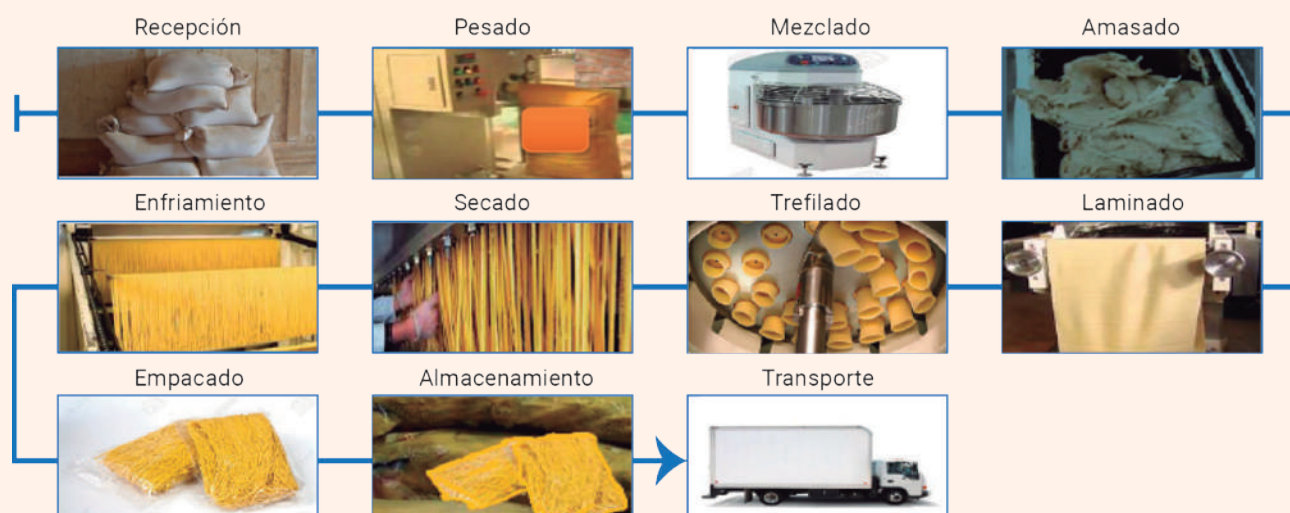 Recepción
Pesado
Mezclado
Amasado
Enfriamiento
Secado
Trefilado
Laminado
Empacado
Almacenamiento
Transporte